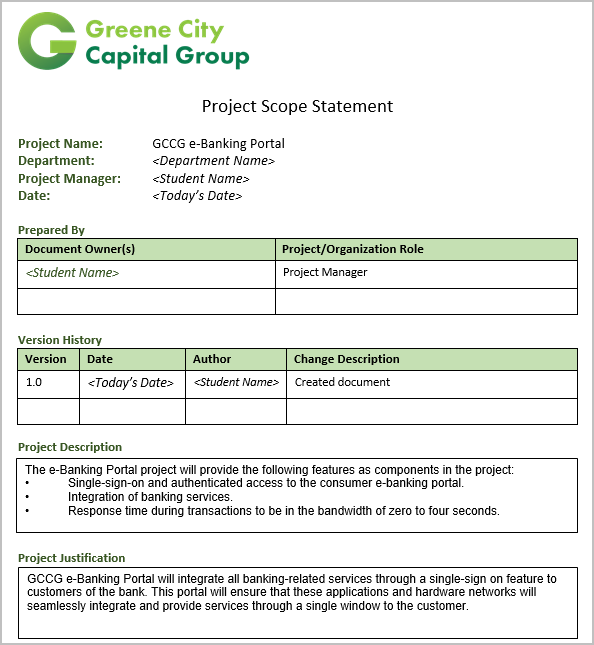 Greene City
Capital Group
Project Scope Statement
Project Name: GCCG e-Banking Portal
Department: <Department Name>
Project Manager: <Student Name>
Date: <Today's Date>
Prepared By
Document Owner(s) Project/Organization Role
<Student Name> Project Manager
Version History
Version Date Author Change Description
1.0 <Today's Date> <Student Name> Created document
Project Description
The e-Banking Portal project will provide the following features as components in the project:
• Single-sign-on and authenticated access to the consumer e-banking portal.
• Integration of banking services.
• Response time during transactions to be in the bandwidth of zero to four seconds.
Project Justification
GCCG e-Banking Portal will integrate all banking-related services through a single-sign on feature to
customers of the bank. This portal will ensure that these applications and hardware networks will
seamlessly integrate and provide services through a single window to the customer.